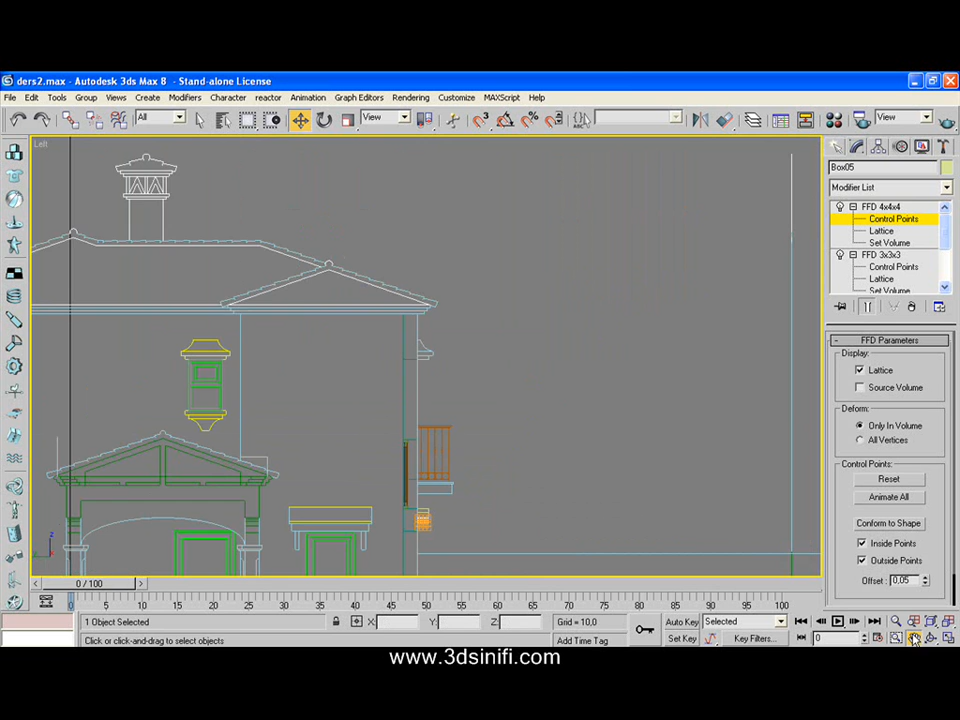 ders2.max - Autodesk 3ds Max 8 - Stand-alone License
File Edit Tools Group Views Create Modifiers Character reactor Animation Graph Editors Rendering Customize MAXScript Help
All View View
Left
Box05
Modifier List
FFD 4x4x4
Control Points
Lattice
Set Volume
FFD 3x3x3
Control Points
Lattice
Set Volume
- FFD Parameters
Display:
Lattice
Source Volume
Deform:
Only In Volume
All Vertices
Control Points:
Reset
Animate All
Conform to Shape
Inside Points
Outside Points
Offset : 0,05
z
< 0 / 100 >
0 5 10 15 20 25 30 35 40 45 50 55 60 65 70 75 80 85 90 95 100
1 Object Selected X: Y: Z: Grid = 10,0 Auto Key Selected
Click or click-and-drag to select objects Add Time Tag Set Key Key Filters... 0
www.3dsinifi.com